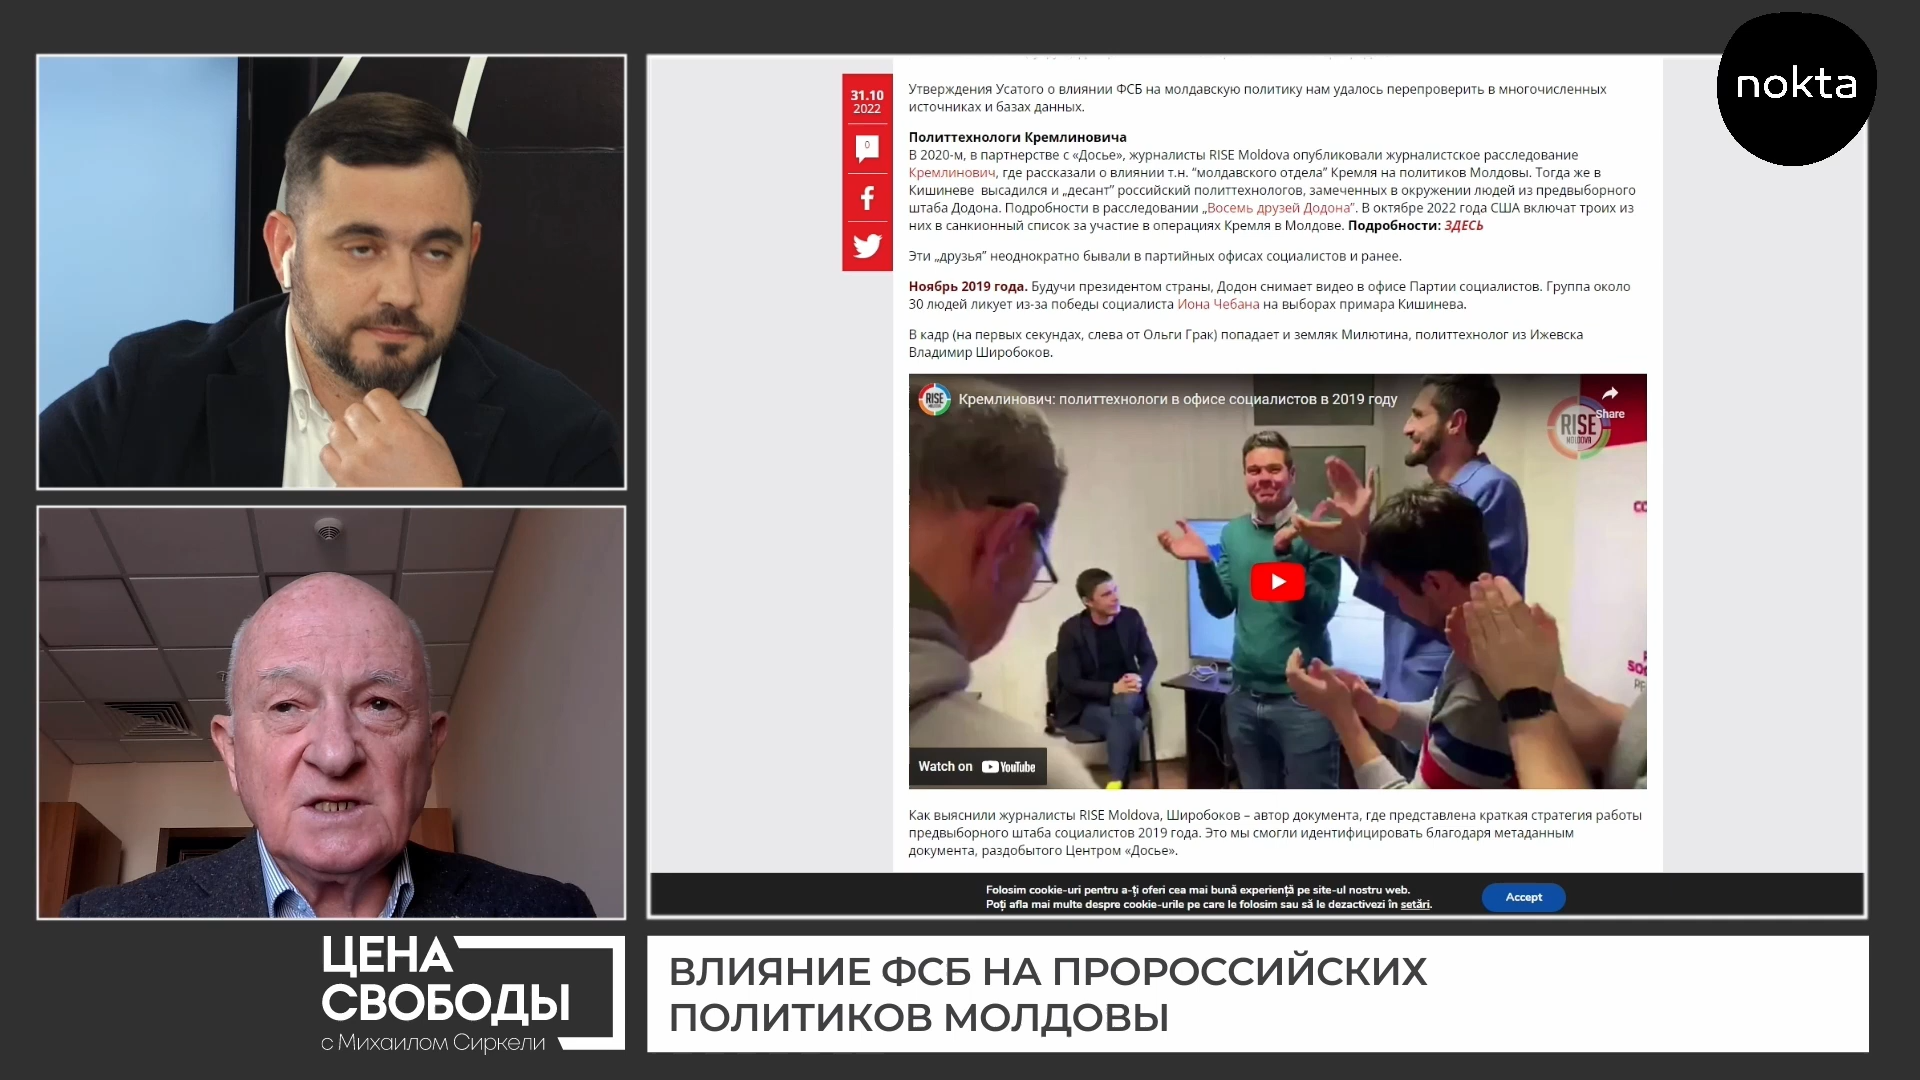 nokta
31.10
2022
0
Утверждения Усатого о влиянии ФСБ на молдавскую политику нам удалось перепроверить в многочисленных
источниках и базах данных.
Политтехнологи Кремлиновича
В 2020-м, в партнерстве с «Досье», журналисты RISE Moldova опубликовали журналистское расследование
Кремлинович, где рассказали о влиянии т.н. “молдавского отдела” Кремля на политиков Молдовы. Тогда же в
Кишиневе высадился и „десант” российский политтехнологов, замеченных в окружении людей из предвыборного
штаба Додона. Подробности в расследовании „Восемь друзей Додона”. В октябре 2022 года США включат троих из
них в санкционный список за участие в операциях Кремля в Молдове. Подробности: ЗДЕСЬ
Эти „друзья” неоднократно бывали в партийных офисах социалистов и ранее.
Ноябрь 2019 года. Будучи президентом страны, Додон снимает видео в офисе Партии социалистов. Группа около
30 людей ликует из-за победы социалиста Иона Чебана на выборах примара Кишинева.
В кадр (на первых секундах, слева от Ольги Грак) попадает и земляк Милютина, политтехнолог из Ижевска
Владимир Широбоков.
RISE
MOLDOVA
Кремлинович: политтехнологи в офисе социалистов в 2019 году
Share
RISE
MOLDOVA
Watch on YouTube
Как выяснили журналисты RISE Moldova, Широбоков – автор документа, где представлена краткая стратегия работы
предвыборного штаба социалистов 2019 года. Это мы смогли идентифицировать благодаря метаданным
документа, раздобытого Центром «Досье».
Folosim cookie-uri pentru a-ți oferi cea mai bună experiență pe site-ul nostru web.
Poți afla mai multe despre cookie-urile pe care le folosim sau să le dezactivezi în setări.
Accept
ЦЕНА
СВОБОДЫ
с Михаилом Сиркели
ВЛИЯНИЕ ФСБ НА ПРОРОССИЙСКИХ
ПОЛИТИКОВ МОЛДОВЫ